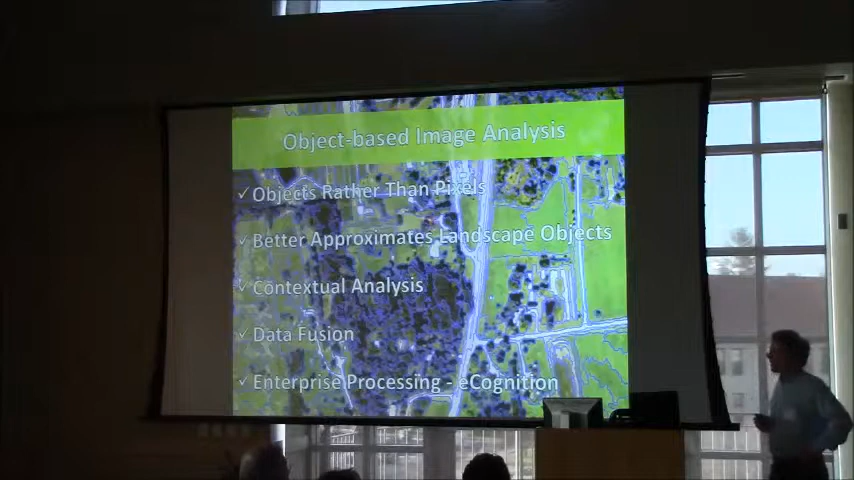 Object-based Image Analysis
✓ Objects Rather Than Pixels
✓ Better Approximates Landscape Objects
✓ Contextual Analysis
✓ Data Fusion
✓ Enterprise Processing - eCognition